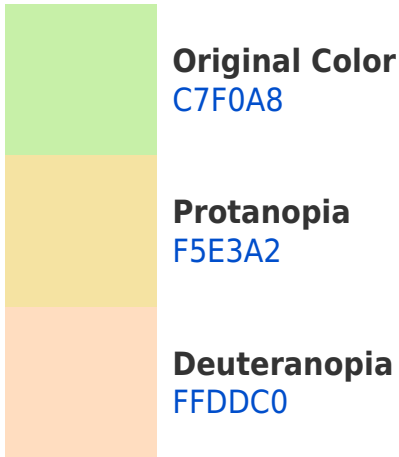 Original Color
C7F0A8
Protanopia
F5E3A2
Deuteranopia
FFDDC0